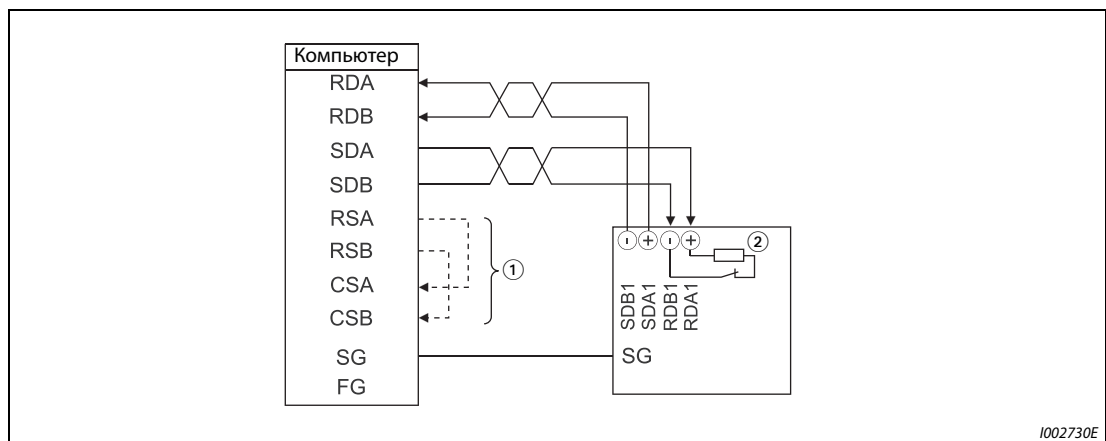 Компьютер
RDA
RDB
SDA
SDB
RSA
RSB
CSA
CSB
SG
FG
1
- + - +
2
SDB1
SDA1
RDB1
RDA1
SG
I002730E